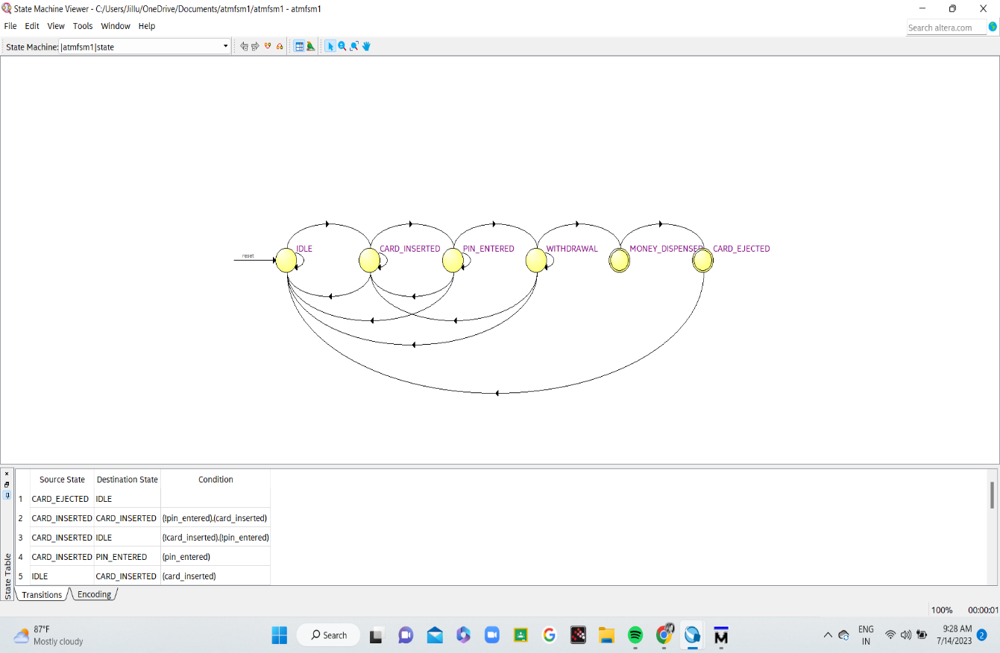 State Machine Viewer - C:/Users/Jillu/OneDrive/Documents/atmfsm1/atmfsm1 - atmfsm1
File Edit View Tools Window Help
Search altera.com
State Machine: |atmfsm1|state
reset
IDLE CARD_INSERTED PIN_ENTERED WITHDRAWAL MONEY_DISPENSED CARD_EJECTED
Source State Destination State Condition
1 CARD_EJECTED IDLE
2 CARD_INSERTED CARD_INSERTED (!pin_entered).(card_inserted)
3 CARD_INSERTED IDLE (!card_inserted).(!pin_entered)
4 CARD_INSERTED PIN_ENTERED (pin_entered)
5 IDLE CARD_INSERTED (card_inserted)
State Table
Transitions Encoding
100% 00:00:01
87°F
Mostly cloudy
Search
ENG
IN
9:28 AM
7/14/2023
2